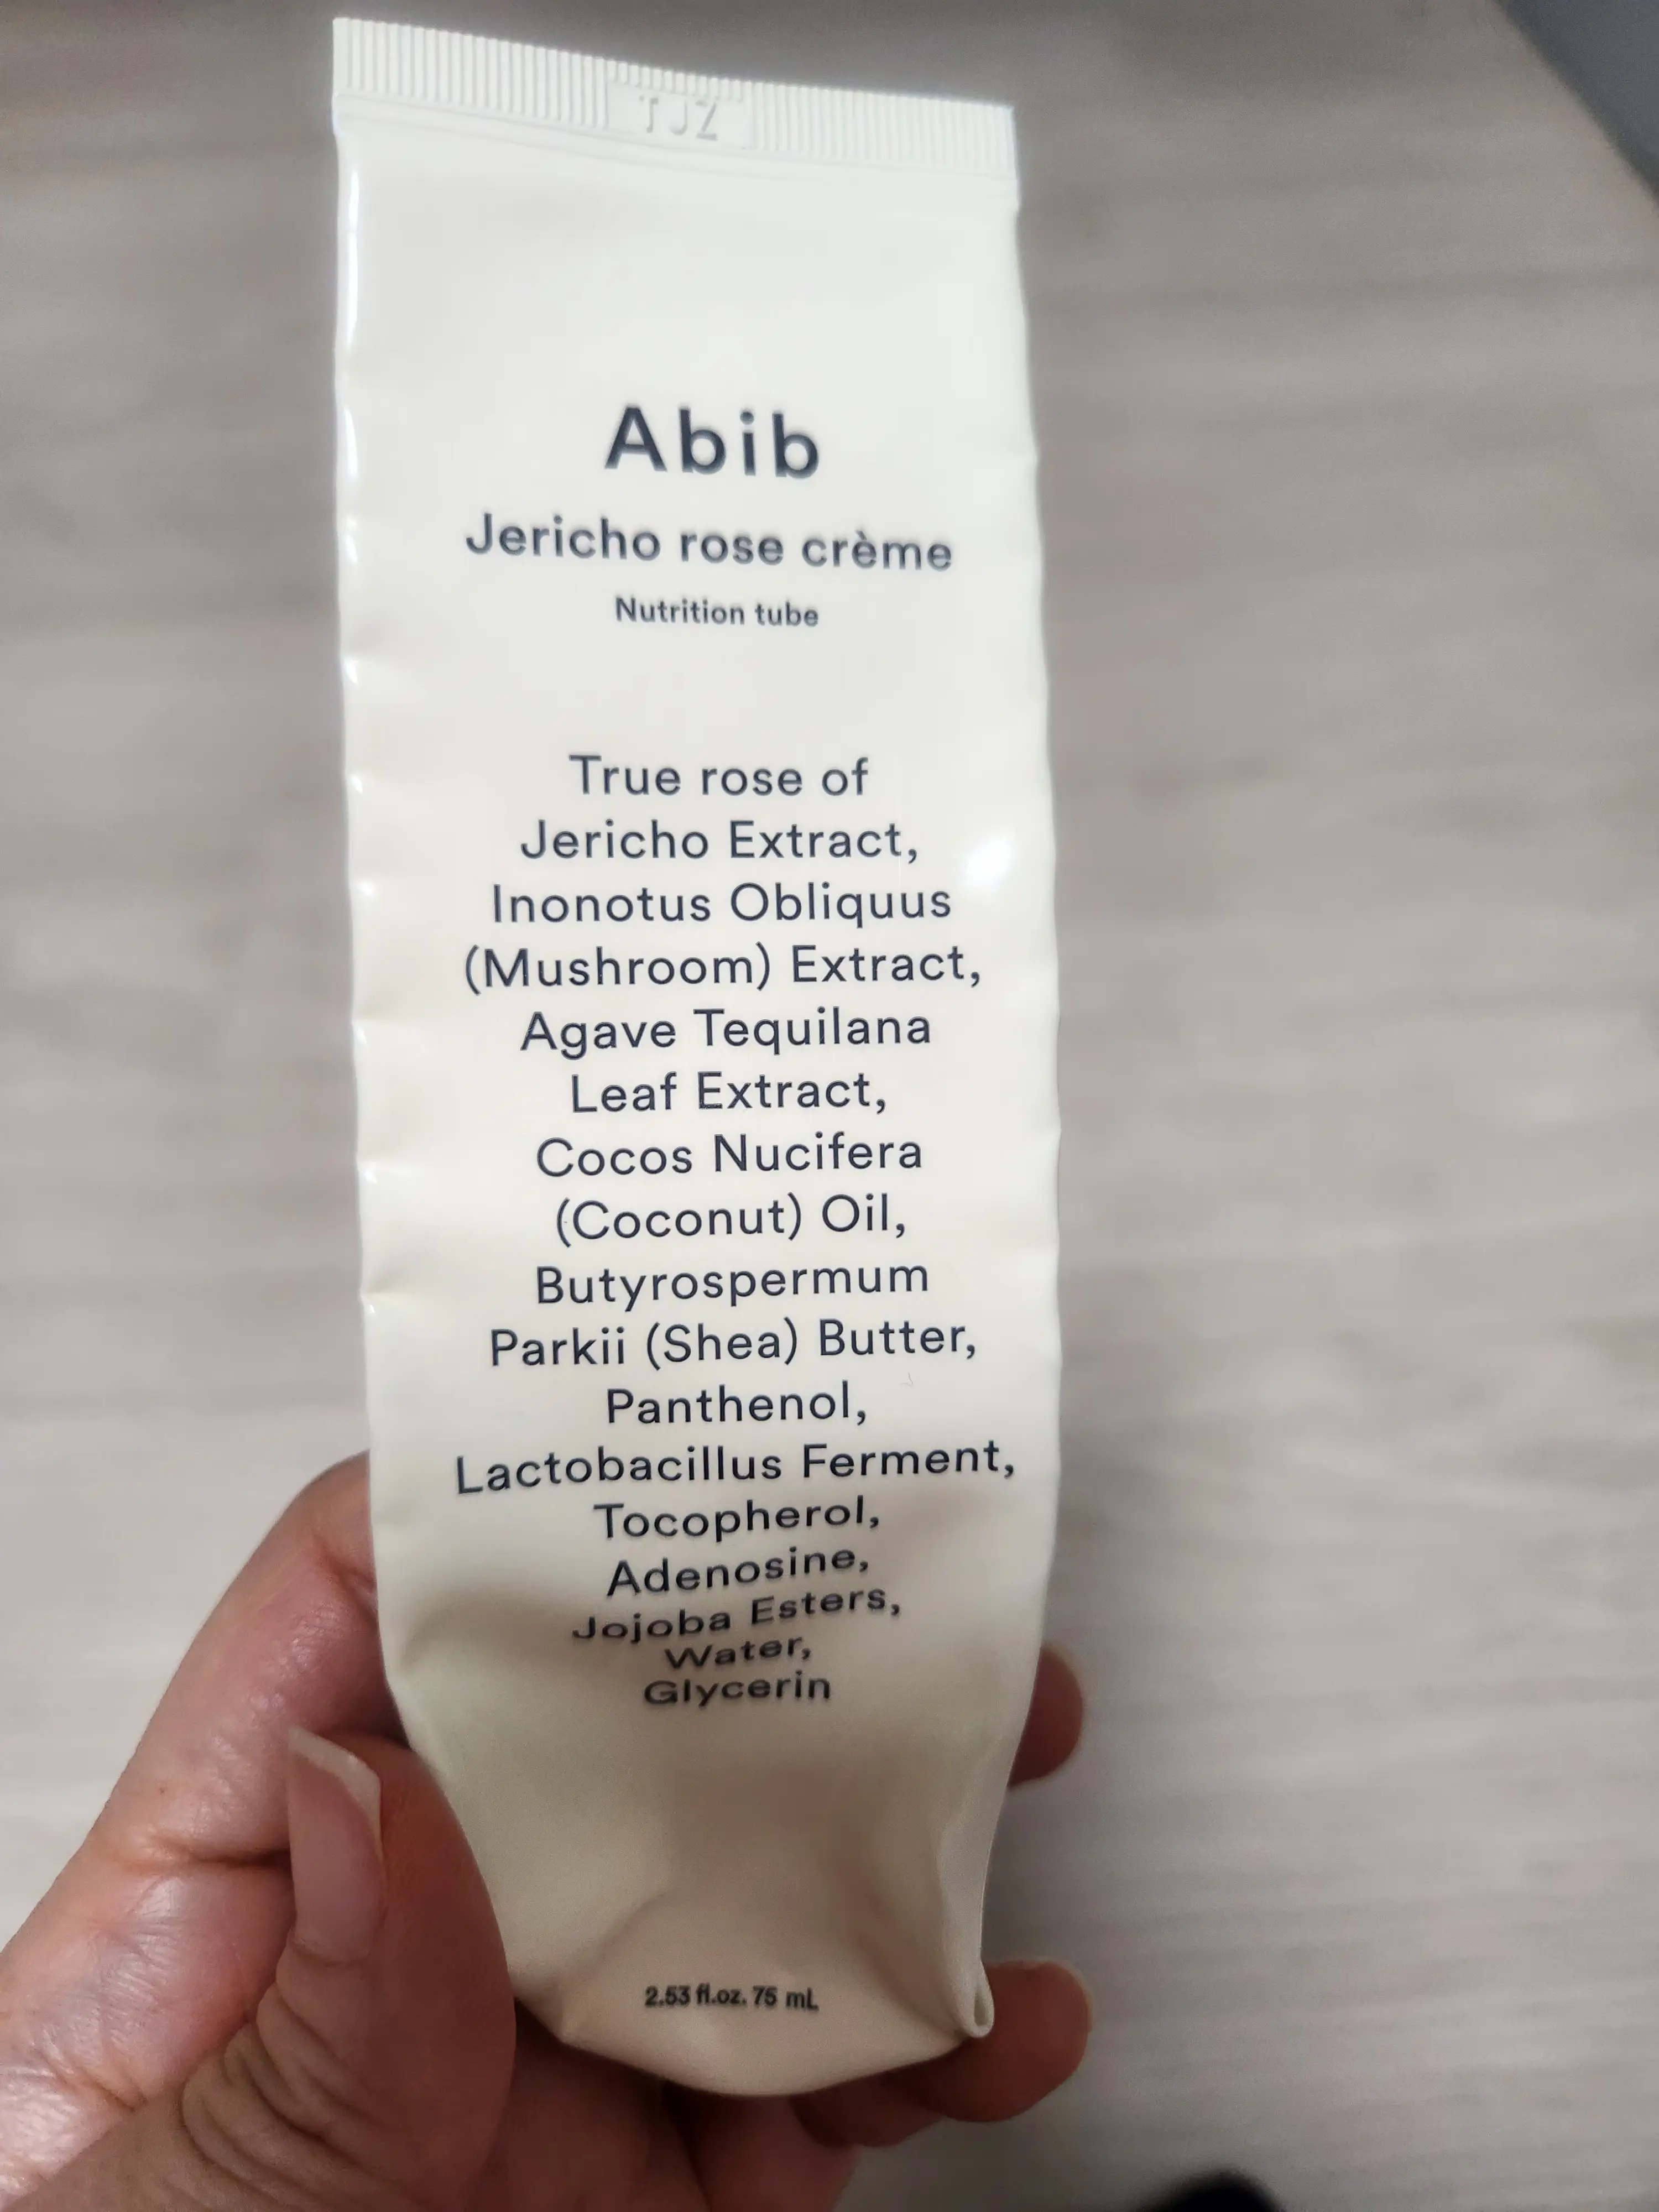 TJZ
Abib
Jericho rose crème
Nutrition tube
True rose of
Jericho Extract,
Inonotus Obliquus
(Mushroom) Extract,
Agave Tequilana
Leaf Extract,
Cocos Nucifera
(Coconut) Oil,
Butyrospermum
Parkii (Shea) Butter,
Panthenol,
Lactobacillus Ferment,
Tocopherol,
Adenosine,
Jojoba Esters,
Water,
Glycerin
2.53 fl.oz. 75 mL